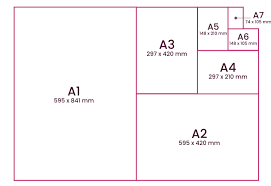 A1
595 x 841 mm
A3
297 x 420 mm
A5
148 x 210 mm
A7
74 x 105 mm
A6
148 x 105 mm
A4
297 x 210 mm
A2
595 x 420 mm